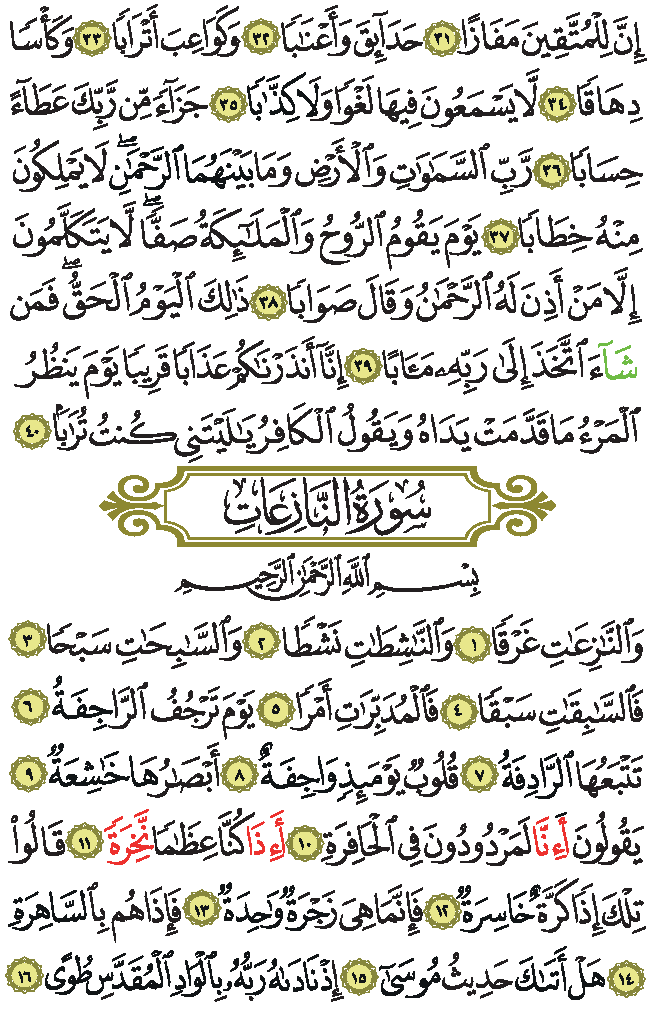 إِنَّ لِلْمُتَّقِينَ مَفَازًا ٣١ حَدَآئِقَ وَأَعْنَٰبًا ٣٢ وَكَوَاعِبَ أَتْرَابًا ٣٣ وَكَأْسًا
دِهَاقًا ٣٤ لَّا يَسْمَعُونَ فِيهَا لَغْوًا وَلَا كِذَّٰبًا ٣٥ جَزَآءً مِّن رَّبِّكَ عَطَآءً
حِسَابًا ٣٦ رَّبِّ ٱلسَّمَٰوَٰتِ وَٱلْأَرْضِ وَمَا بَيْنَهُمَا ٱلرَّحْمَٰنِۖ لَا يَمْلِكُونَ
مِنْهُ خِطَابًا ٣٧ يَوْمَ يَقُومُ ٱلرُّوحُ وَٱلْمَلَٰٓئِكَةُ صَفًّاۖ لَّا يَتَكَلَّمُونَ
إِلَّا مَنْ أَذِنَ لَهُ ٱلرَّحْمَٰنُ وَقَالَ صَوَابًا ٣٨ ذَٰلِكَ ٱلْيَوْمُ ٱلْحَقُّۖ فَمَن
شَآءَ ٱتَّخَذَ إِلَىٰ رَبِّهِۦ مَـَٔابًا ٣٩ إِنَّآ أَنذَرْنَٰكُمْ عَذَابًا قَرِيبًا يَوْمَ يَنظُرُ
ٱلْمَرْءُ مَا قَدَّمَتْ يَدَاهُ وَيَقُولُ ٱلْكَافِرُ يَٰلَيْتَنِي كُنتُ تُرَٰبًۢا ٤٠
سُورَةُ النَّازِعَاتِ
بِسْمِ ٱللَّهِ ٱلرَّحْمَٰنِ ٱلرَّحِيمِ
وَٱلنَّٰزِعَٰتِ غَرْقًا ١ وَٱلنَّٰشِطَٰتِ نَشْطًا ٢ وَٱلسَّٰبِحَٰتِ سَبْحًا ٣
فَٱلسَّٰبِقَٰتِ سَبْقًا ٤ فَٱلْمُدَبِّرَٰتِ أَمْرًا ٥ يَوْمَ تَرْجُفُ ٱلرَّاجِفَةُ ٦
تَتْبَعُهَا ٱلرَّادِفَةُ ٧ قُلُوبٌ يَوْمَئِذٍ وَاجِفَةٌ ٨ أَبْصَٰرُهَا خَٰشِعَةٌ ٩
يَقُولُونَ أَءِنَّا لَمَرْدُودُونَ فِي ٱلْحَافِرَةِ ١٠ أَءِذَا كُنَّا عِظَٰمًا نَّخِرَةً ١١ قَالُوا۟
تِلْكَ إِذًا كَرَّةٌ خَاسِرَةٌ ١٢ فَإِنَّمَا هِيَ زَجْرَةٌ وَٰحِدَةٌ ١٣ فَإِذَا هُم بِٱلسَّاهِرَةِ
١٤ هَلْ أَتَىٰكَ حَدِيثُ مُوسَىٰٓ ١٥ إِذْ نَادَىٰهُ رَبُّهُۥ بِٱلْوَادِ ٱلْمُقَدَّسِ طُوًى ١٦